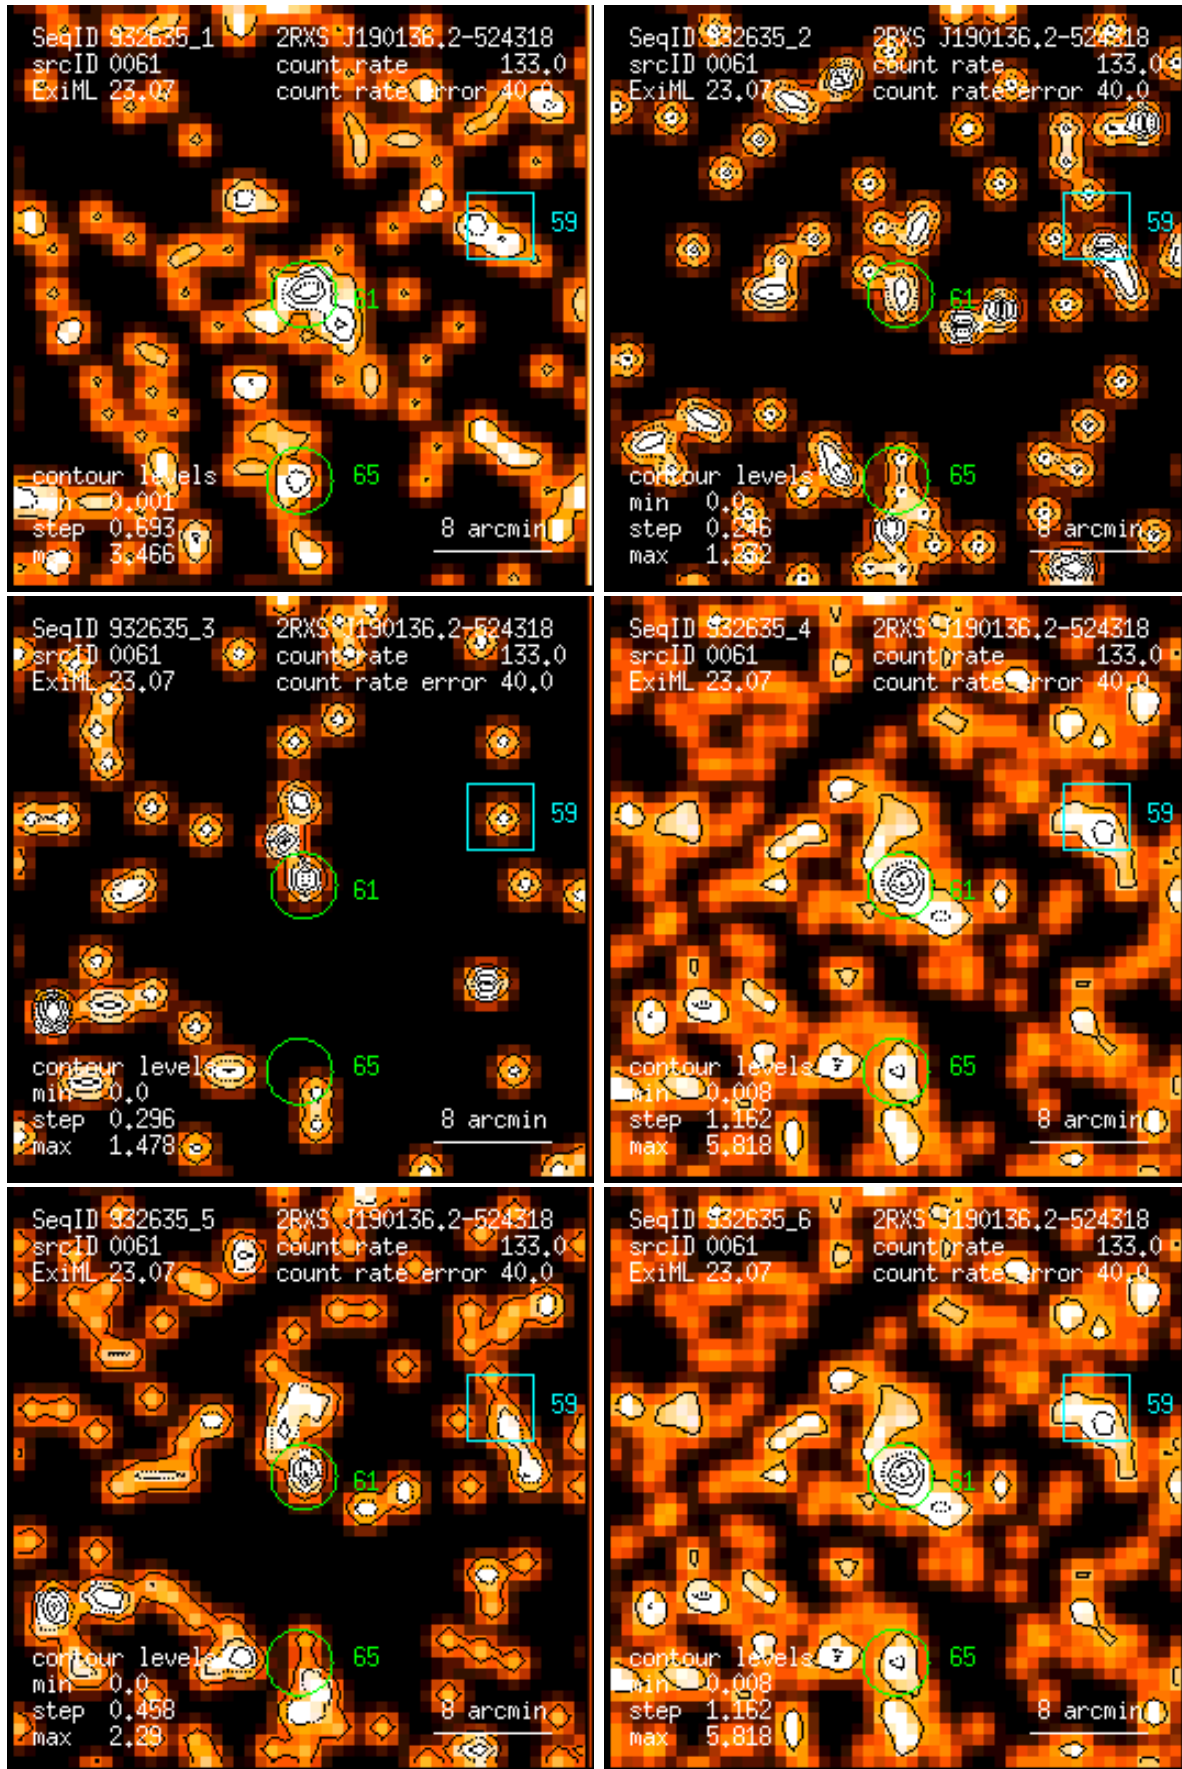 SeqID 932635_1 2RXS J190136.2-524318
srcID 0061 count rate 133.0
ExiML 23.07 count rate error 40.0
59
61
65
contour levels
min 0.001
step 0.693
max 3.466
8 arcmin
SeqID 932635_2 2RXS J190136.2-524318
srcID 0061 count rate 133.0
ExiML 23.07 count rate error 40.0
59
61
65
contour levels
min 0.0
step 0.246
max 1.232
8 arcmin
SeqID 932635_3 2RXS J190136.2-524318
srcID 0061 count rate 133.0
ExiML 23.07 count rate error 40.0
59
61
65
contour levels
min 0.0
step 0.296
max 1.478
8 arcmin
SeqID 932635_4 2RXS J190136.2-524318
srcID 0061 count rate 133.0
ExiML 23.07 count rate error 40.0
59
61
65
contour levels
min 0.008
step 1.162
max 5.818
8 arcmin
SeqID 932635_5 2RXS J190136.2-524318
srcID 0061 count rate 133.0
ExiML 23.07 count rate error 40.0
59
61
65
contour levels
min 0.0
step 0.458
max 2.29
8 arcmin
SeqID 932635_6 2RXS J190136.2-524318
srcID 0061 count rate 133.0
ExiML 23.07 count rate error 40.0
59
61
65
contour levels
min 0.008
step 1.162
max 5.818
8 arcmin